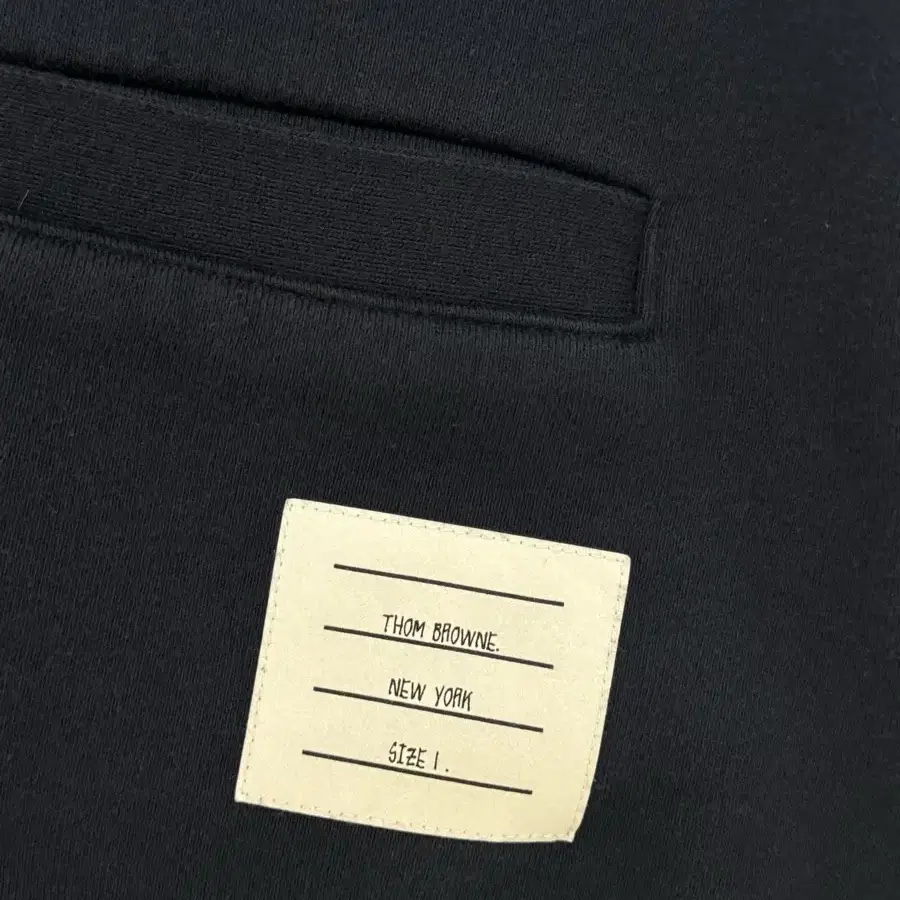 THOM BROWNE.
NEW YORK
SIZE 1.